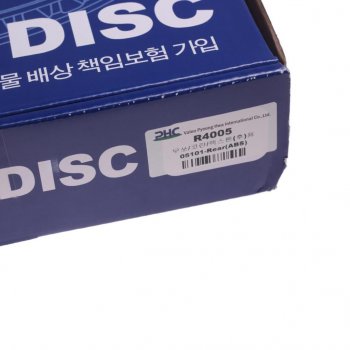 DISC
물 배상 책임보험 가입
DISC
PHC Valeo Pyeong Hwa International Co.,Ltd.
R4005
05101-Rear(ABS)